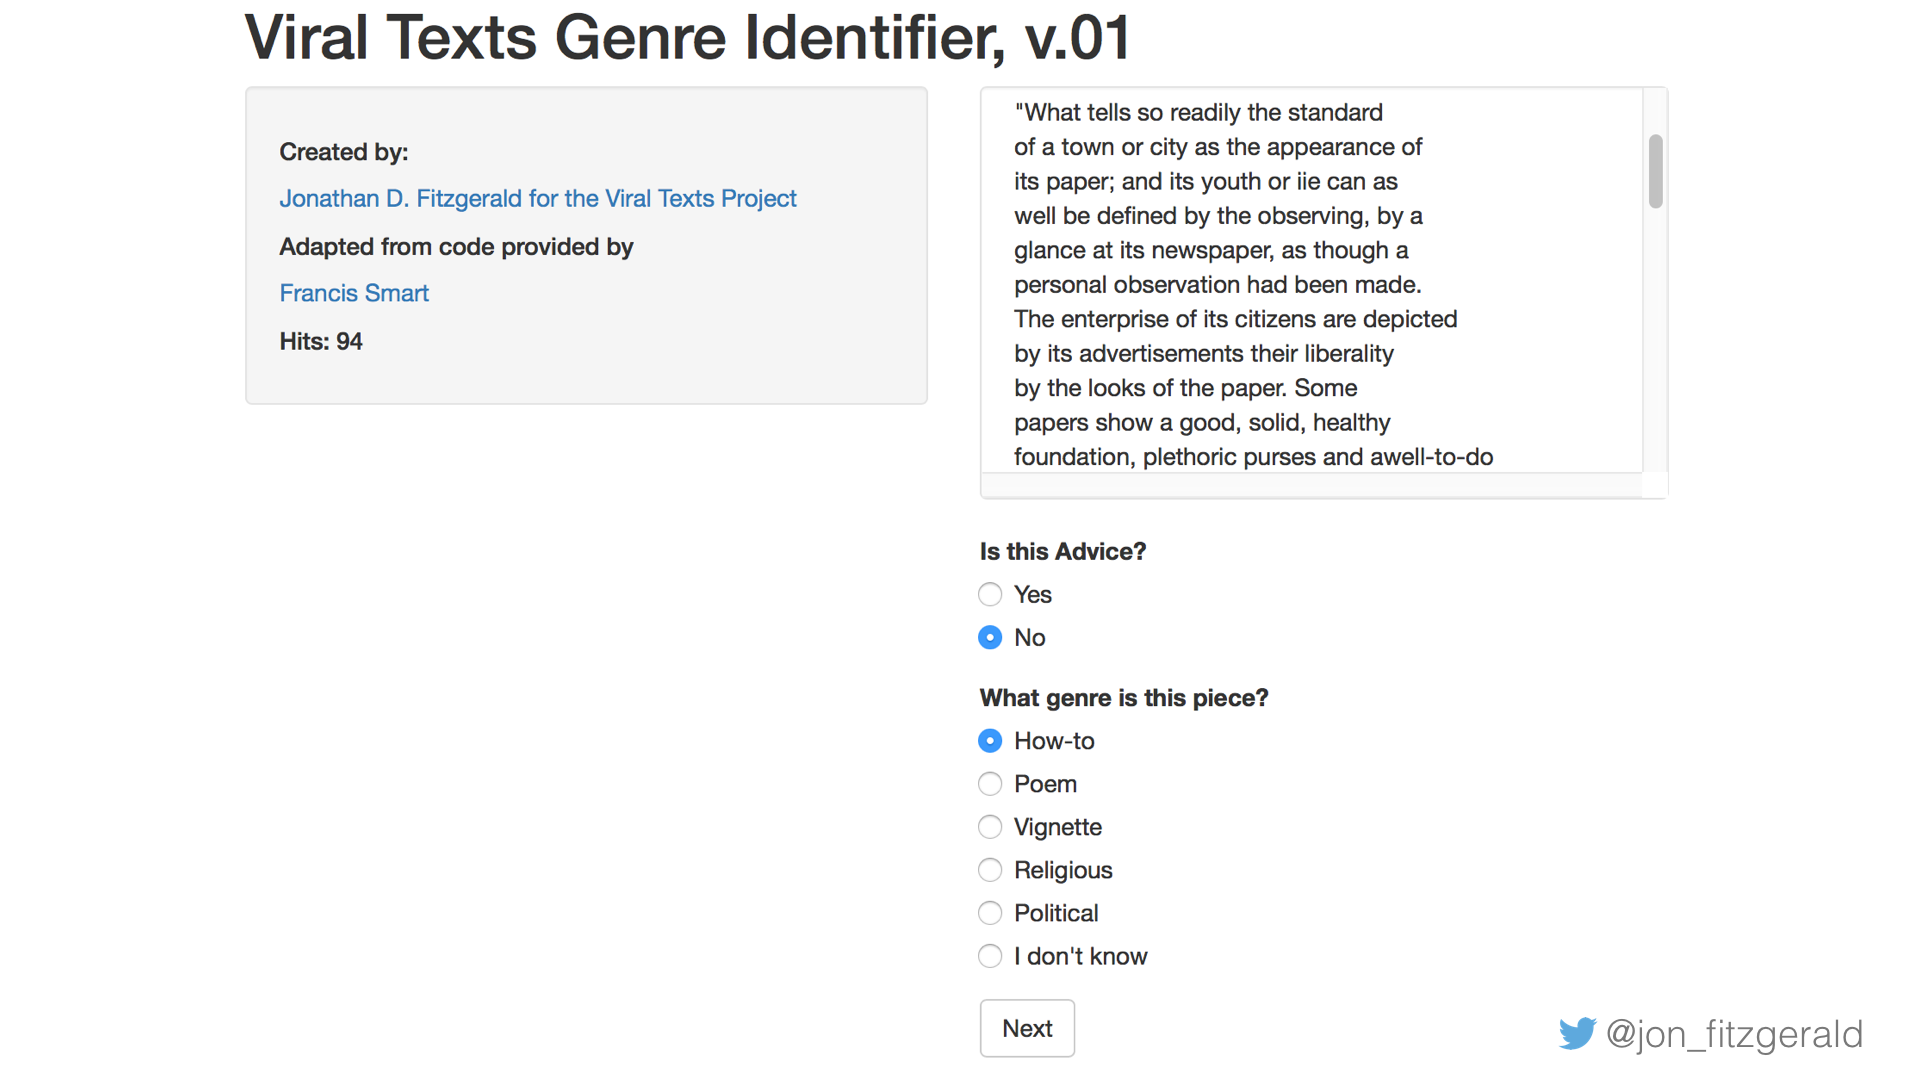 Viral Texts Genre Identifier, v.01
Created by:
Jonathan D. Fitzgerald for the Viral Texts Project
Adapted from code provided by
Francis Smart
Hits: 94
"What tells so readily the standard
of a town or city as the appearance of
its paper; and its youth or iie can as
well be defined by the observing, by a
glance at its newspaper, as though a
personal observation had been made.
The enterprise of its citizens are depicted
by its advertisements their liberality
by the looks of the paper. Some
papers show a good, solid, healthy
foundation, plethoric purses and awell-to-do
Is this Advice?
Yes
No
What genre is this piece?
How-to
Poem
Vignette
Religious
Political
I don't know
Next
@jon_fitzgerald